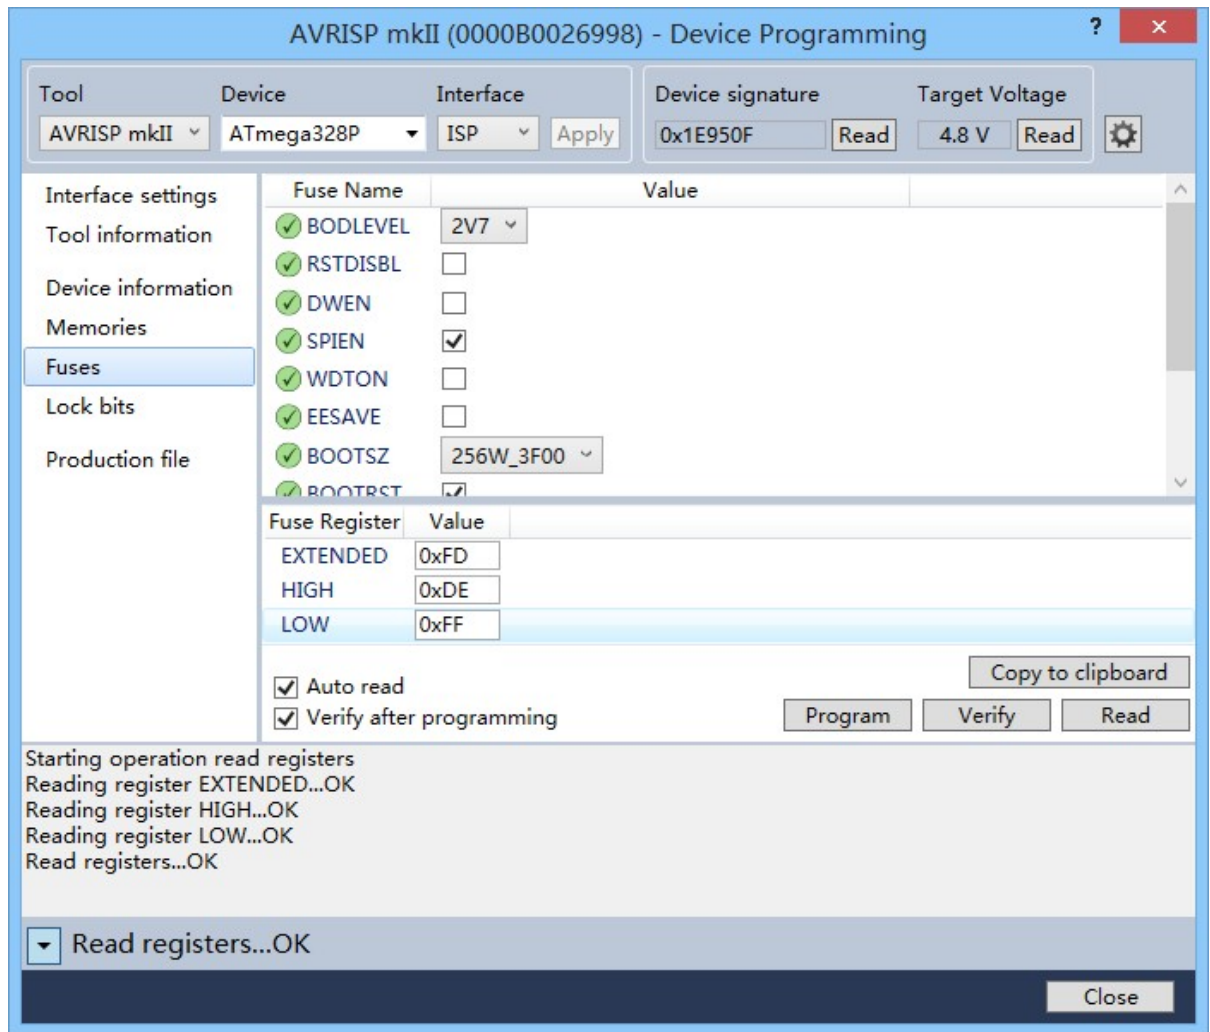 AVRISP mkII (0000B0026998) - Device Programming ? ×
Tool Device Interface Device signature Target Voltage
AVRISP mkII ATmega328P ISP Apply 0x1E950F Read 4.8 V Read
Interface settings
Tool information
Device information
Memories
Fuses
Lock bits
Production file
Fuse Name Value
BODLEVEL 2V7
RSTDISBL
DWEN
SPIEN
WDTON
EESAVE
BOOTSZ 256W_3F00
BOOTRST
Fuse Register Value
EXTENDED 0xFD
HIGH 0xDE
LOW 0xFF
Copy to clipboard
Auto read
Verify after programming Program Verify Read
Starting operation read registers
Reading register EXTENDED...OK
Reading register HIGH...OK
Reading register LOW...OK
Read registers...OK
Read registers...OK
Close